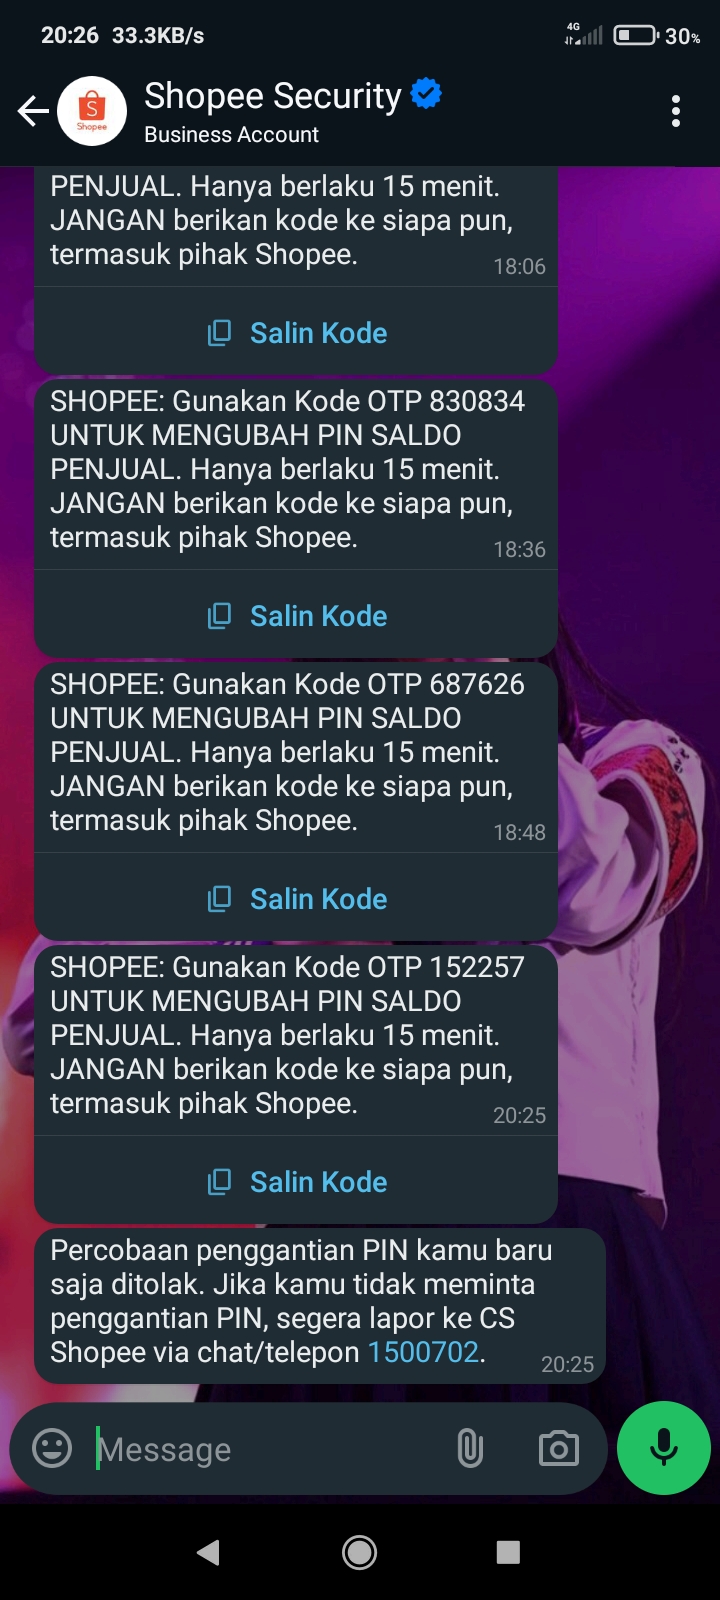 20:26 33.3KB/s
4G
30%
Shopee
Shopee Security
Business Account
PENJUAL. Hanya berlaku 15 menit.
JANGAN berikan kode ke siapa pun,
termasuk pihak Shopee.
18:06
Salin Kode
SHOPEE: Gunakan Kode OTP 830834
UNTUK MENGUBAH PIN SALDO
PENJUAL. Hanya berlaku 15 menit.
JANGAN berikan kode ke siapa pun,
termasuk pihak Shopee.
18:36
Salin Kode
SHOPEE: Gunakan Kode OTP 687626
UNTUK MENGUBAH PIN SALDO
PENJUAL. Hanya berlaku 15 menit.
JANGAN berikan kode ke siapa pun,
termasuk pihak Shopee.
18:48
Salin Kode
SHOPEE: Gunakan Kode OTP 152257
UNTUK MENGUBAH PIN SALDO
PENJUAL. Hanya berlaku 15 menit.
JANGAN berikan kode ke siapa pun,
termasuk pihak Shopee.
20:25
Salin Kode
Percobaan penggantian PIN kamu baru
saja ditolak. Jika kamu tidak meminta
penggantian PIN, segera lapor ke CS
Shopee via chat/telepon 1500702.
20:25
Message